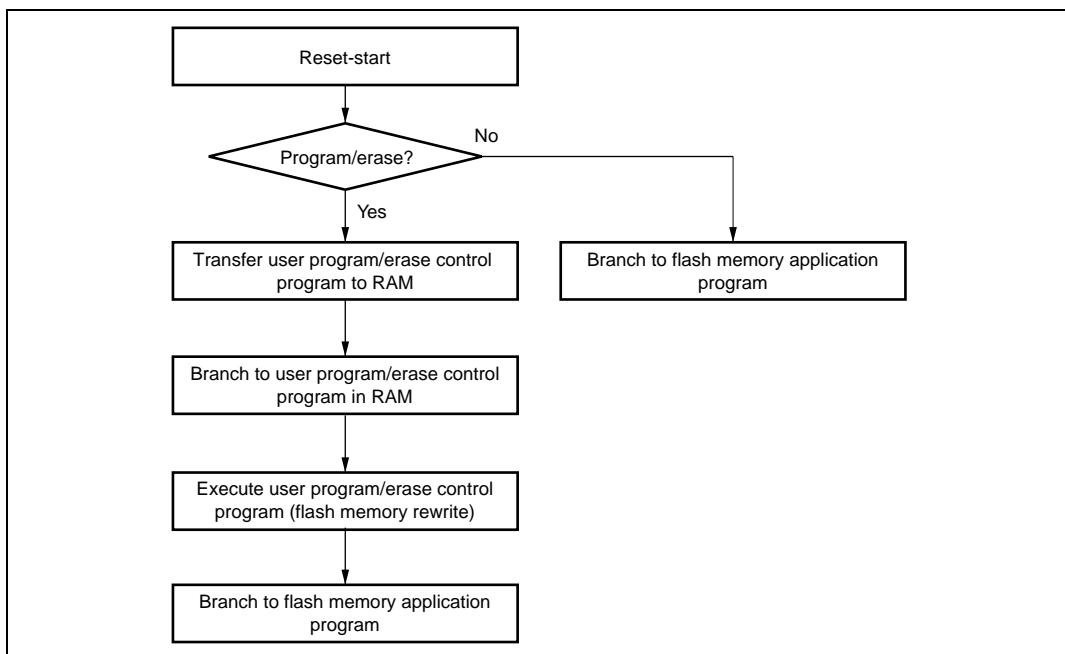 Reset-start
Program/erase?
No
Yes
Transfer user program/erase control
program to RAM
Branch to flash memory application
program
Branch to user program/erase control
program in RAM
Execute user program/erase control
program (flash memory rewrite)
Branch to flash memory application
program